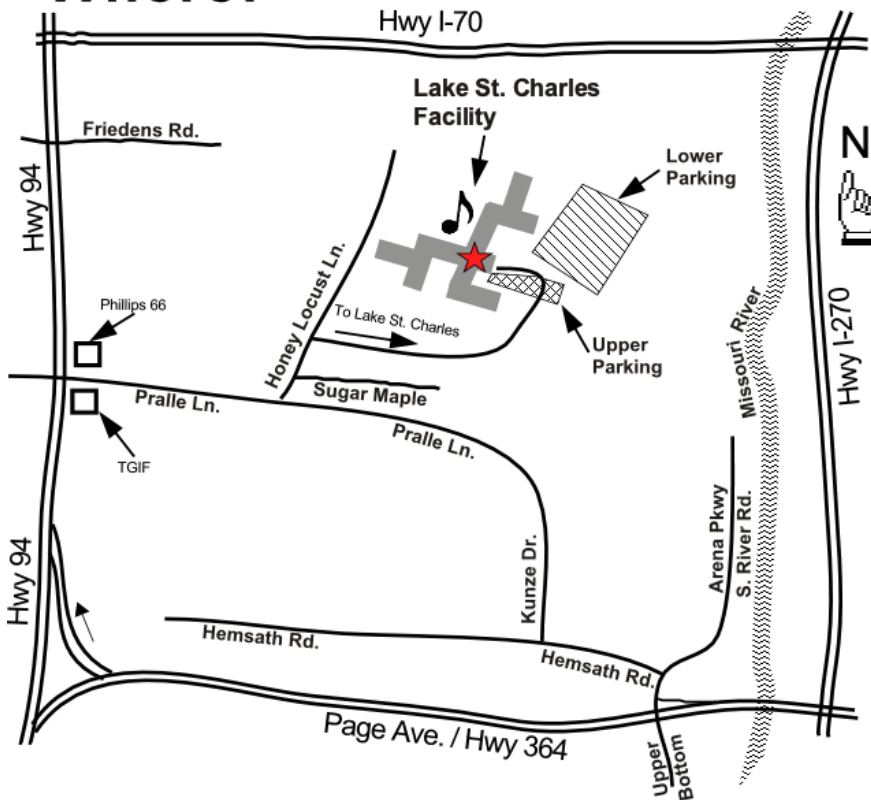 Hwy I-70
Lake St. Charles
Facility
Friedens Rd.
Lower
Parking
N
Hwy 94
Honey Locust Ln.
Phillips 66
To Lake St. Charles
Upper
Parking
Missouri River
Hwy I-270
Sugar Maple
Pralle Ln.
Pralle Ln.
TGIF
Hwy 94
Kunze Dr.
Arena Pkwy
S. River Rd.
Hemsath Rd.
Hemsath Rd.
Page Ave. / Hwy 364
Upper
Bottom